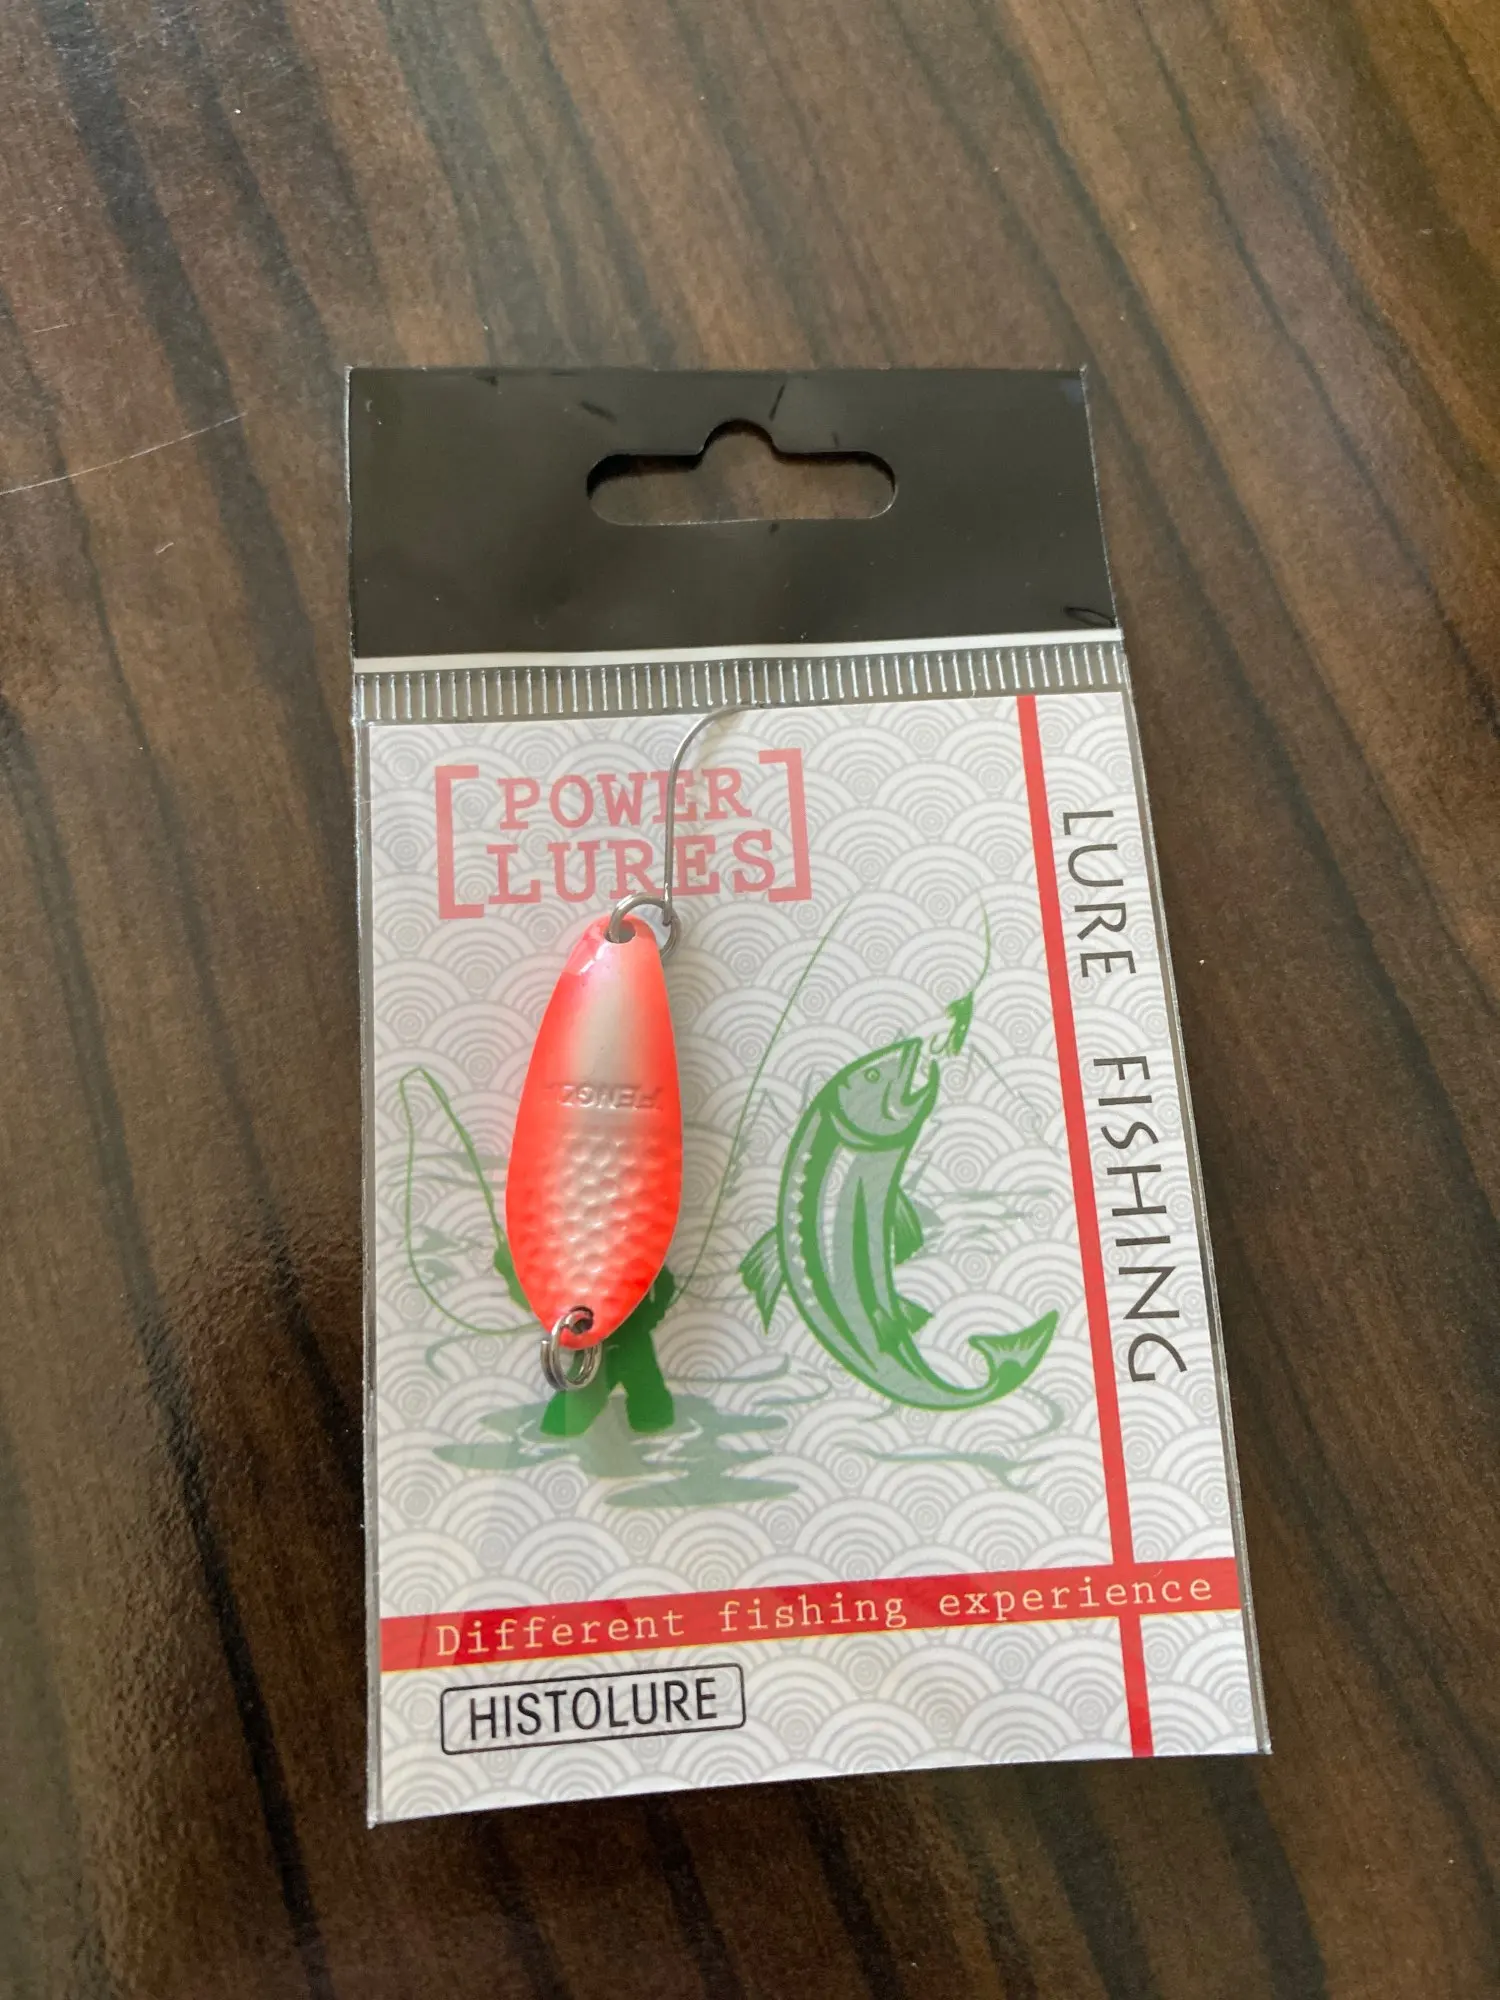 POWER
LURES
LURE FISHING
Different fishing experience
HISTOLURE